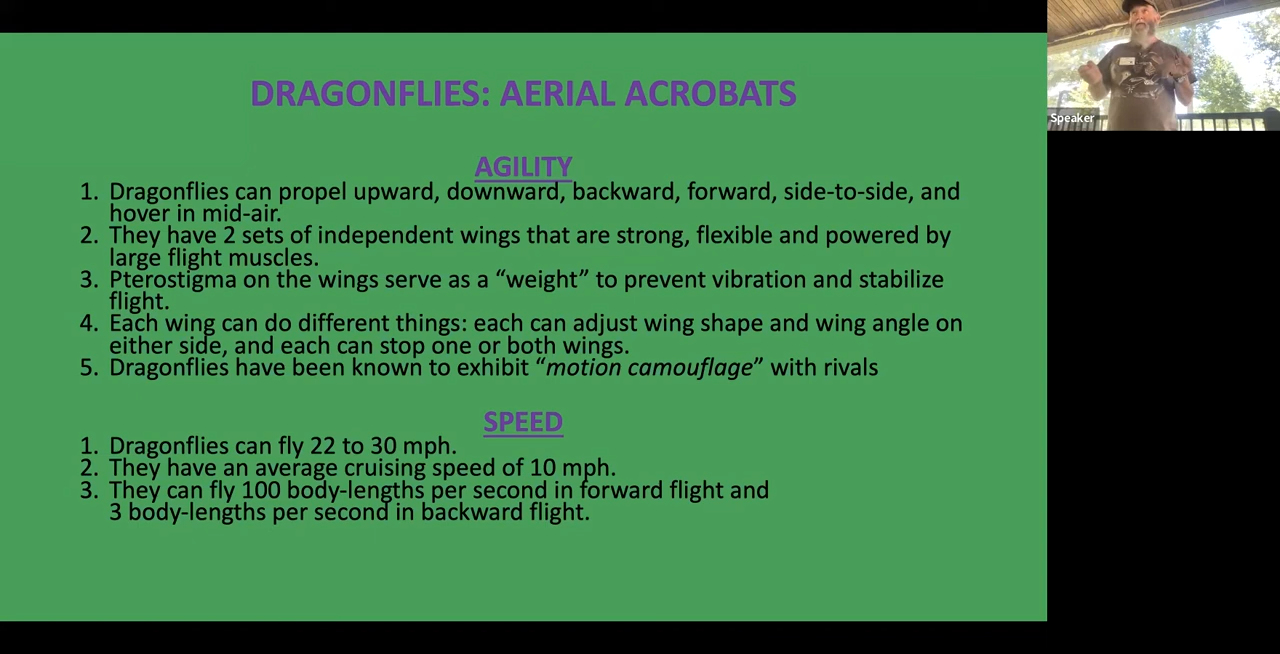 DRAGONFLIES: AERIAL ACROBATS
AGILITY
1. Dragonflies can propel upward, downward, backward, forward, side-to-side, and
hover in mid-air.
2. They have 2 sets of independent wings that are strong, flexible and powered by
large flight muscles.
3. Pterostigma on the wings serve as a “weight” to prevent vibration and stabilize
flight.
4. Each wing can do different things: each can adjust wing shape and wing angle on
either side, and each can stop one or both wings.
5. Dragonflies have been known to exhibit “motion camouflage” with rivals
SPEED
1. Dragonflies can fly 22 to 30 mph.
2. They have an average cruising speed of 10 mph.
3. They can fly 100 body-lengths per second in forward flight and
3 body-lengths per second in backward flight.
Speaker